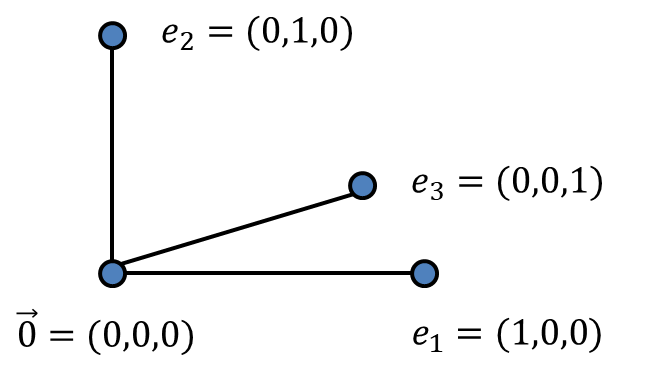 e₂ = (0,1,0)
e₃ = (0,0,1)
0⃗ = (0,0,0)
e₁ = (1,0,0)